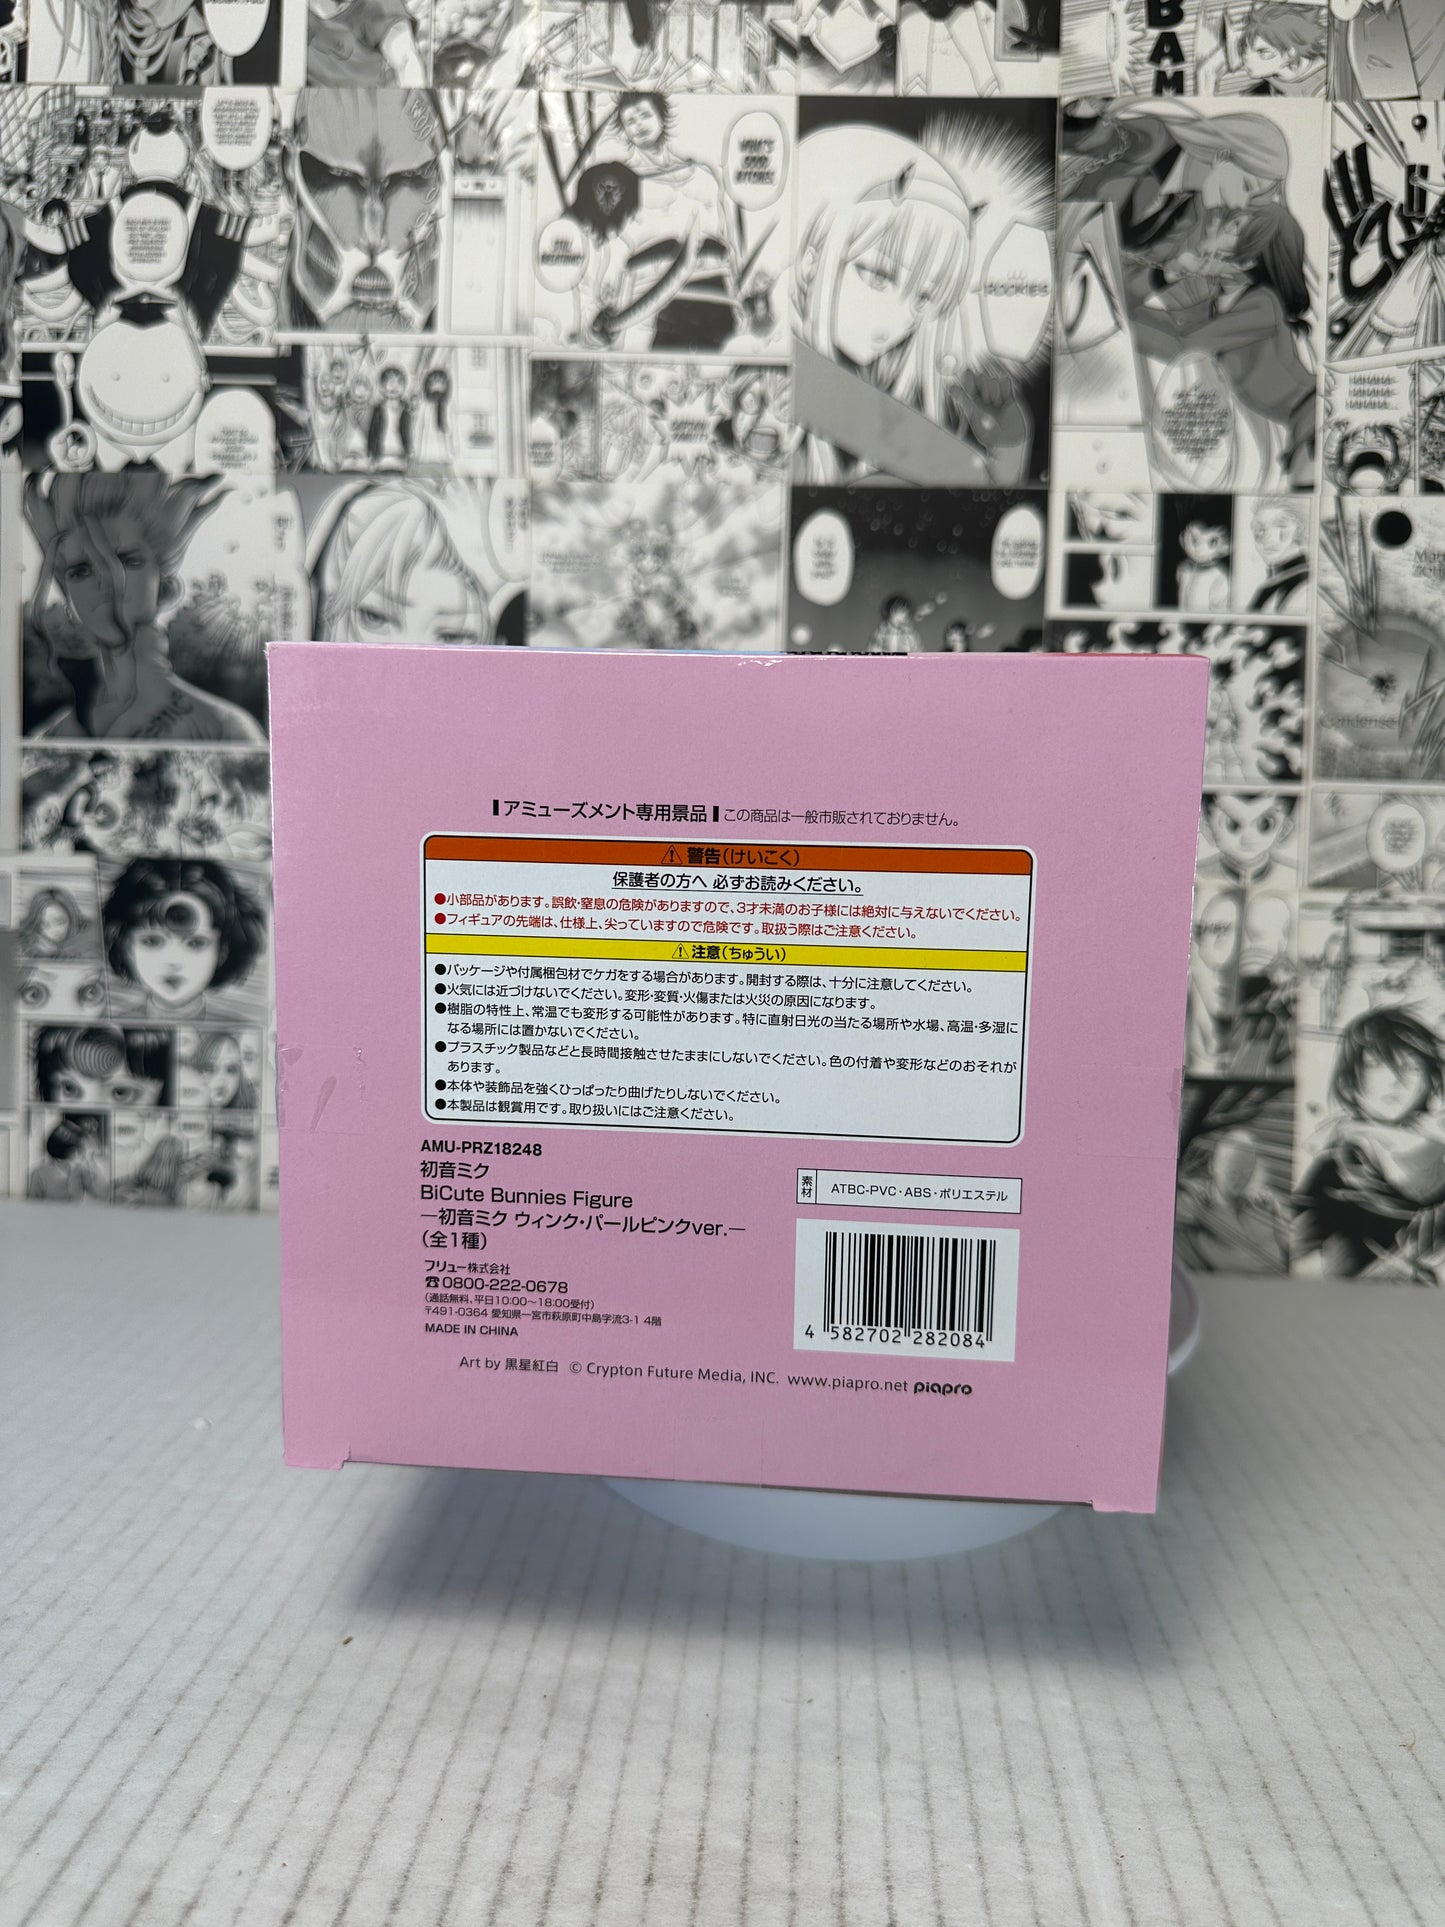 BAM
ROOKIES
アミューズメント専用景品 この商品は一般市販されておりません。
⚠警告(けいこく)
保護者の方へ 必ずお読みください。
●小部品があります。誤飲・窒息の危険がありますので、3才未満のお子様には絶対に与えないでください。
●フィギュアの先端は、仕様上、尖っていますので危険です。取扱う際はご注意ください。
⚠注意(ちゅうい)
●パッケージや付属梱包材でケガをする場合があります。開封する際は、十分に注意してください。
●火気には近づけないでください。変形・変質・火傷または火災の原因になります。
●樹脂の特性上、常温でも変形する可能性があります。特に直射日光の当たる場所や水場、高温・多湿に
なる場所には置かないでください。
●プラスチック製品などと長時間接触させたままにしないでください。色の付着や変形などのおそれが
あります。
●本体や装飾品を強くひっぱったり曲げたりしないでください。
●本製品は観賞用です。取り扱いにはご注意ください。
AMU-PRZ18248
初音ミク
BiCute Bunnies Figure
―初音ミク ウィンク・パールピンクver.―
(全1種)
素材 ATBC-PVC・ABS・ポリエステル
フリュー株式会社
☎0800-222-0678
(通話無料、平日10:00~18:00受付)
〒491-0364 愛知県一宮市萩原町中島字流3-1 4階
MADE IN CHINA
4 582702 282084
Art by 黒星紅白 © Crypton Future Media, INC. www.piapro.net piapro